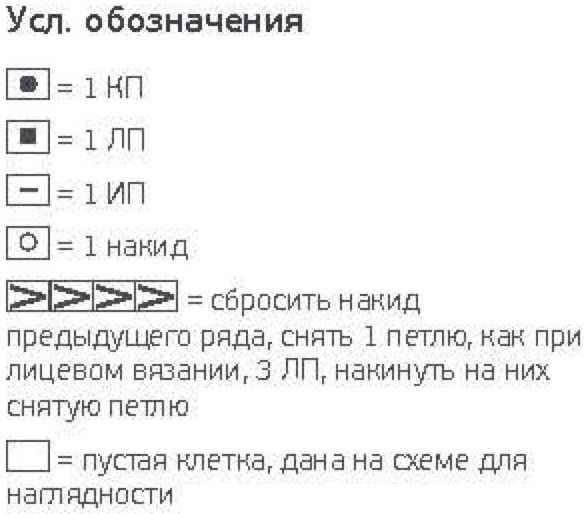 Усл. обозначения
= 1 КП
= 1 ЛП
= 1 ИП
= 1 накид
= сбросить накид
предыдущего ряда, снять 1 петлю, как при
лицевом вязании, 3 ЛП, накинуть на них
снятую петлю
= пустая клетка, дана на схеме для
наглядности